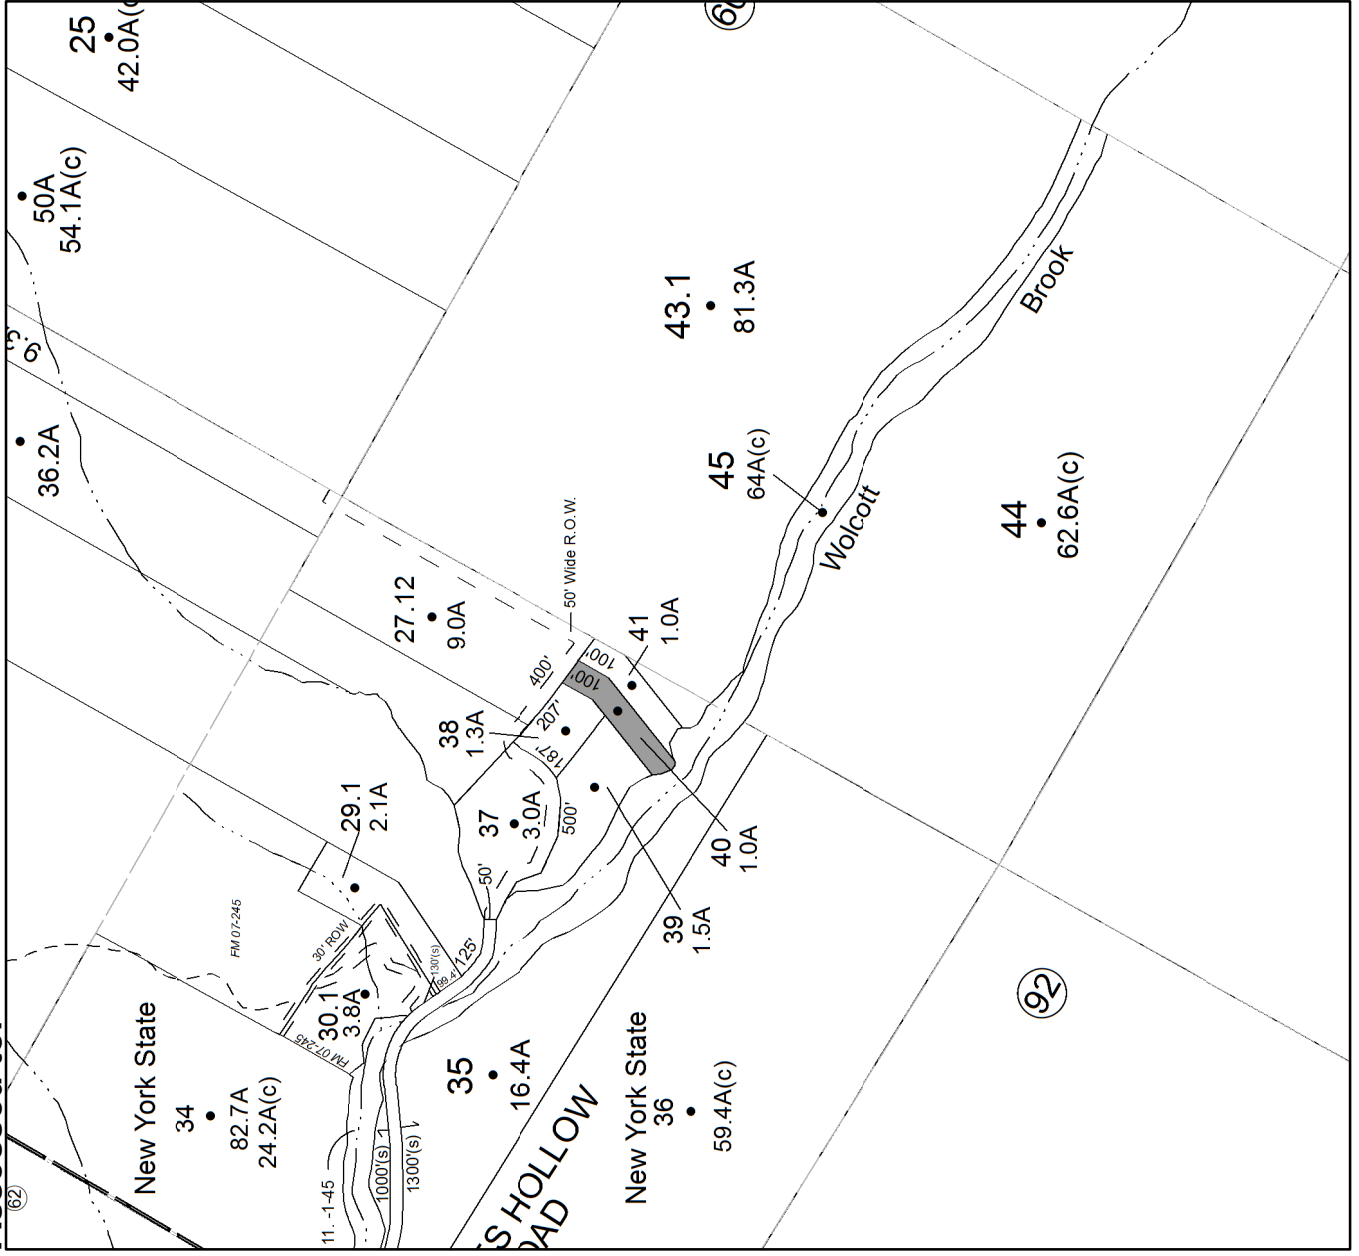 25
42.0A(c
50A
54.1A(c)
36.2A
60
43.1
81.3A
Brook
45
64A(c)
Wolcott
44
62.6A(c)
27.12
9.0A
50' Wide R.O.W.
41
1.0A
400'
100'
100'
38
1.3A
207'
187'
29.1
2.1A
37
3.0A
500'
50'
40
1.0A
39
1.5A
FM 07-245
30' ROW
125'
130'(s)
99.4'
30.1
3.8A
FM 07-245
New York State
34
82.7A
24.2A(c)
35
16.4A
New York State
36
59.4A(c)
92
62
11. -1-45
1000'(s)
1300'(s)
ES HOLLOW
OAD